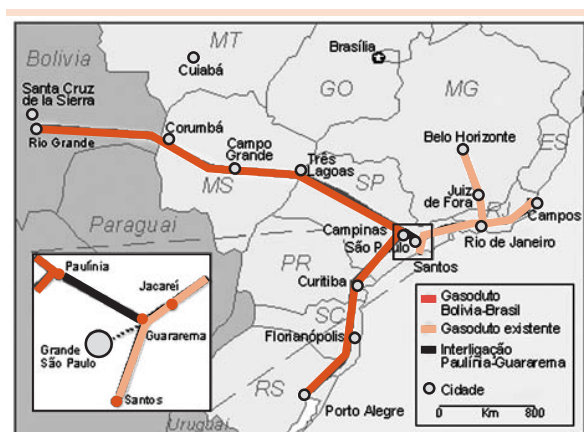 Bolivia
MT
Cuiabá
Brasília
GO
MG
Santa Cruz
de la Sierra
Rio Grande
Corumbá
Campo
Grande
MS
Três
Lagoas
SP
Belo Horizonte
ES
Juiz
de Fora
RJ
Campos
Rio de Janeiro
Paraguai
Campinas
São Paulo
Santos
PR
Curitiba
SC
Florianópolis
RS
Porto Alegre
Uruguai
Paulínia
Jacareí
Guararema
Grande
São Paulo
Santos
Gasoduto
Bolivia-Brasil
Gasoduto existente
Interligação
Paulínia-Guararema
Cidade
0 Km 800